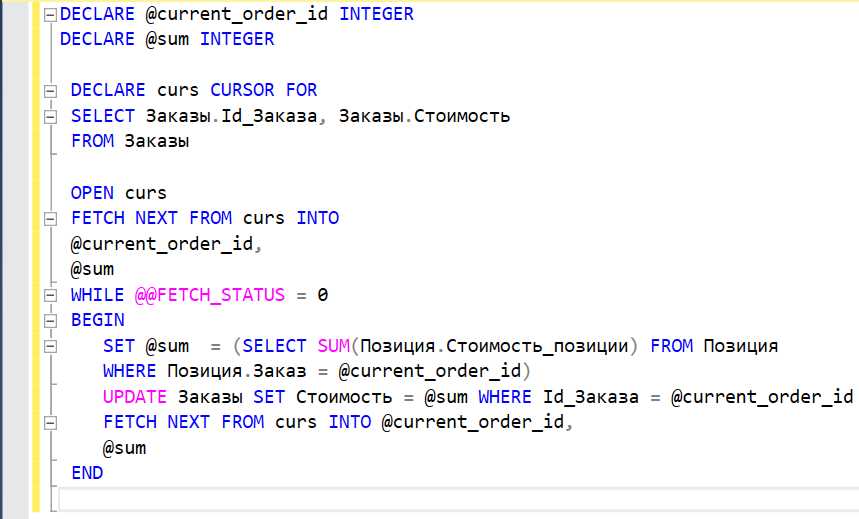 DECLARE @current_order_id INTEGER
DECLARE @sum INTEGER
DECLARE curs CURSOR FOR
SELECT Заказы.Id_Заказа, Заказы.Стоимость
FROM Заказы
OPEN curs
FETCH NEXT FROM curs INTO
@current_order_id,
@sum
WHILE @@FETCH_STATUS = 0
BEGIN
SET @sum  = (SELECT SUM(Позиция.Стоимость_позиции) FROM Позиция
WHERE Позиция.Заказ = @current_order_id)
UPDATE Заказы SET Стоимость = @sum WHERE Id_Заказа = @current_order_id
FETCH NEXT FROM curs INTO @current_order_id,
@sum
END